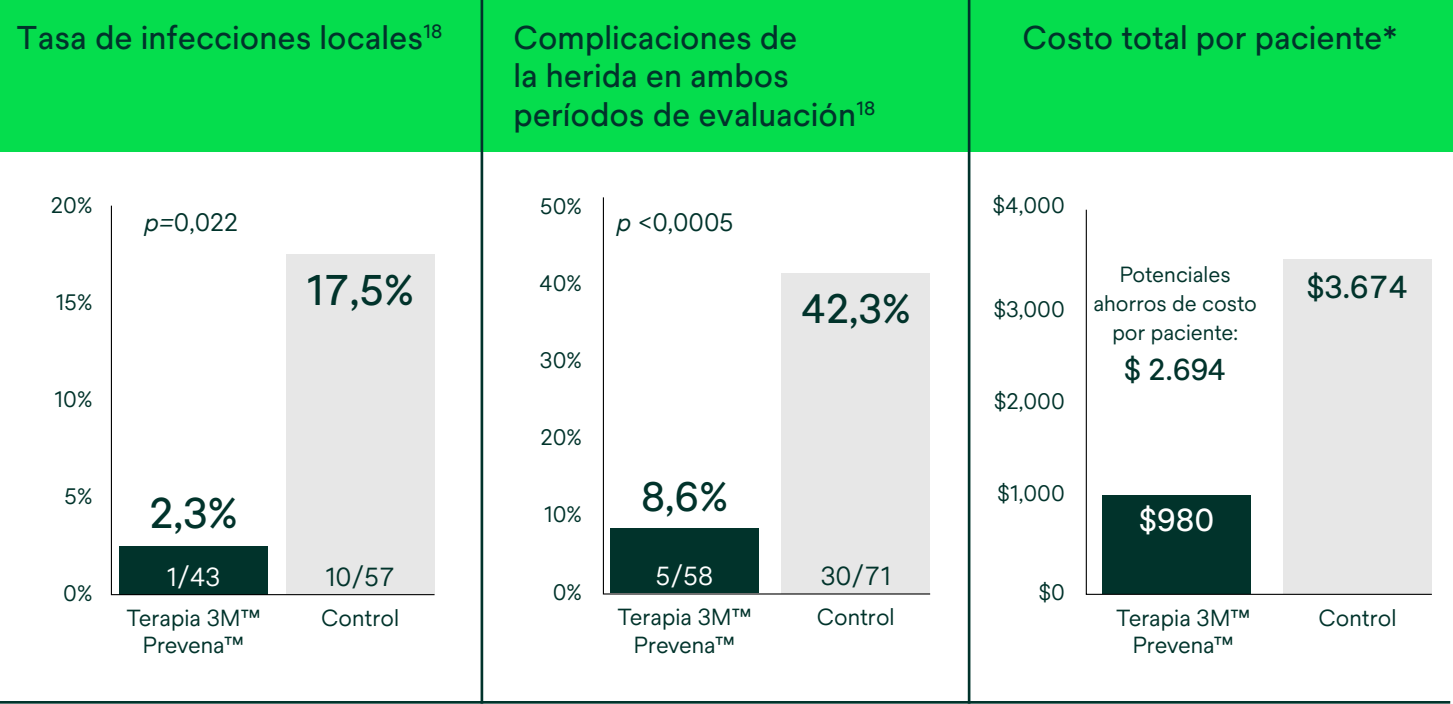 Tasa de infecciones locales18
20%
15%
10%
5%
0%
p=0,022
2,3%
1/43
17,5%
10/57
Terapia 3M™
Prevena™
Control
Complicaciones de
la herida en ambos
períodos de evaluación18
50%
40%
30%
20%
10%
0%
p <0,0005
8,6%
5/58
42,3%
30/71
Terapia 3M™
Prevena™
Control
Costo total por paciente*
$4,000
$3,000
$2,000
$1,000
$0
Potenciales
ahorros de costo
por paciente:
$ 2.694
$980
$3.674
Terapia 3M™
Prevena™
Control